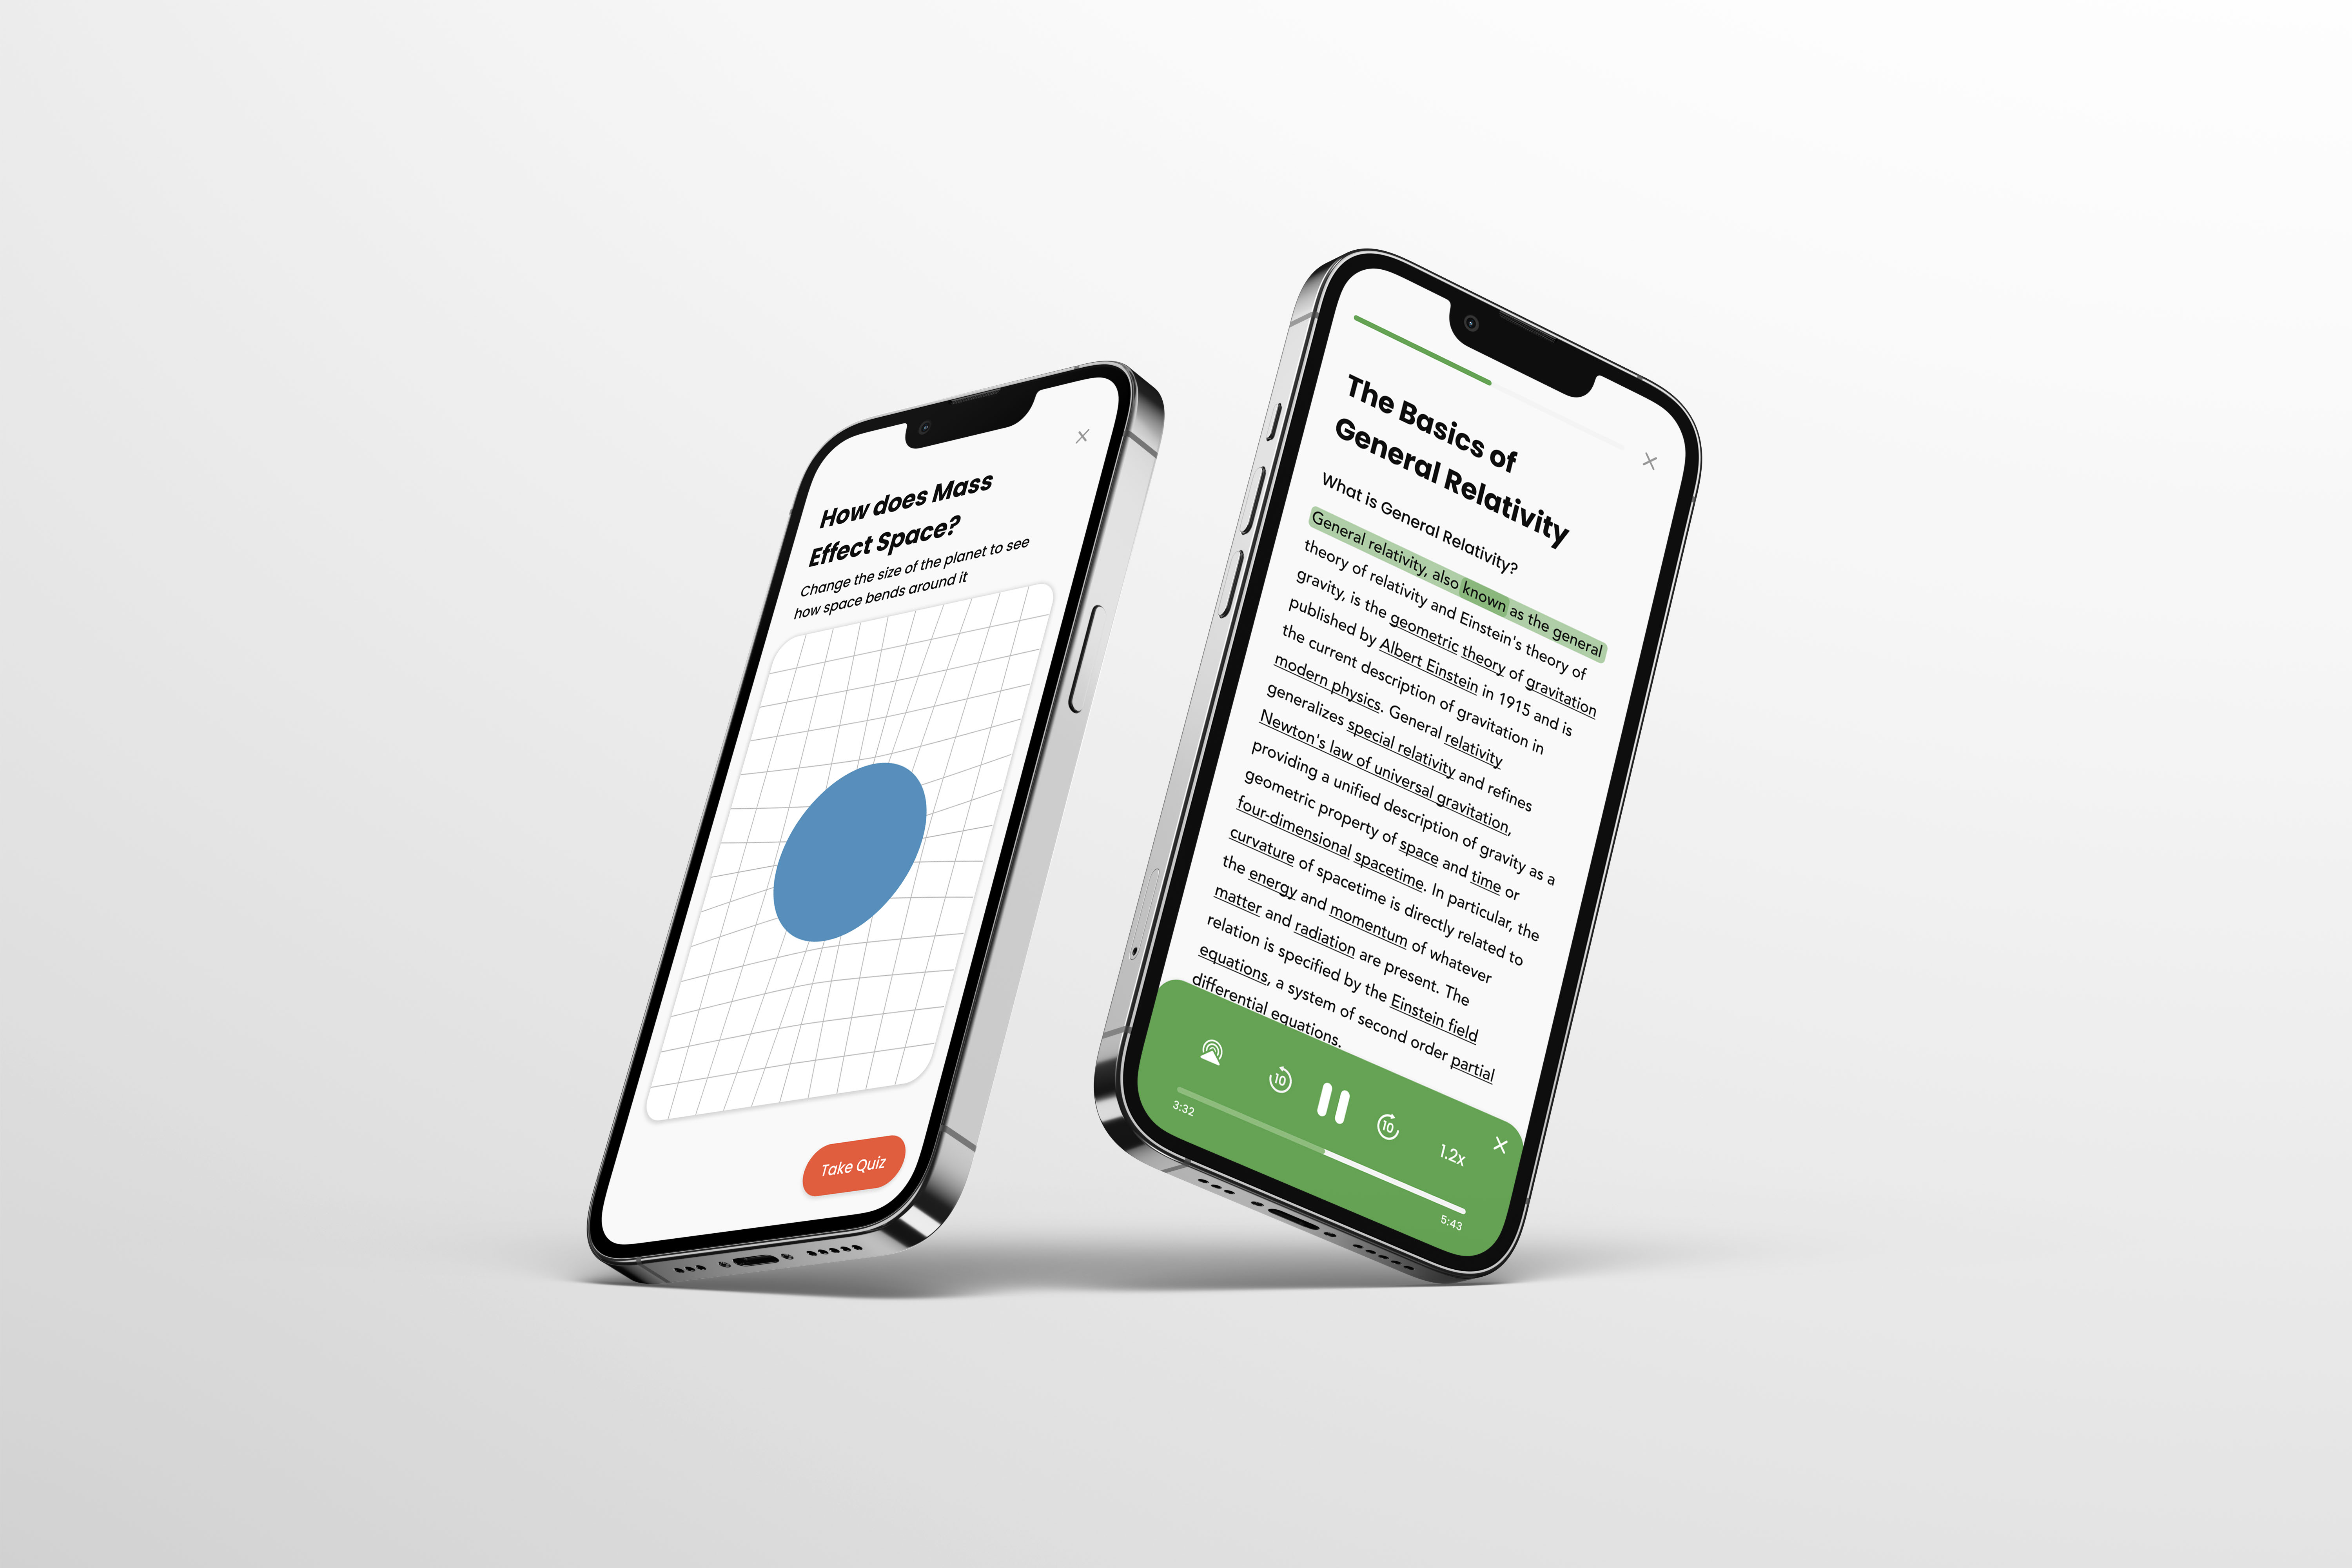 How does Mass
Effect Space?
Change the size of the planet to see
how space bends around it
Take Quiz
The Basics of
General Relativity
What is General Relativity?
General relativity, also known as the general
theory of relativity and Einstein's theory of
gravity, is the geometric theory of gravitation
published by Albert Einstein in 1915 and is
the current description of gravitation in
modern physics. General relativity
generalizes special relativity and refines
Newton's law of universal gravitation,
providing a unified description of gravity as a
geometric property of space and time or
four-dimensional spacetime. In particular, the
curvature of spacetime is directly related to
the energy and momentum of whatever
matter and radiation are present. The
relation is specified by the Einstein field
equations, a system of second order partial
differential equations.
10
10
1.2x
3:32
5:43